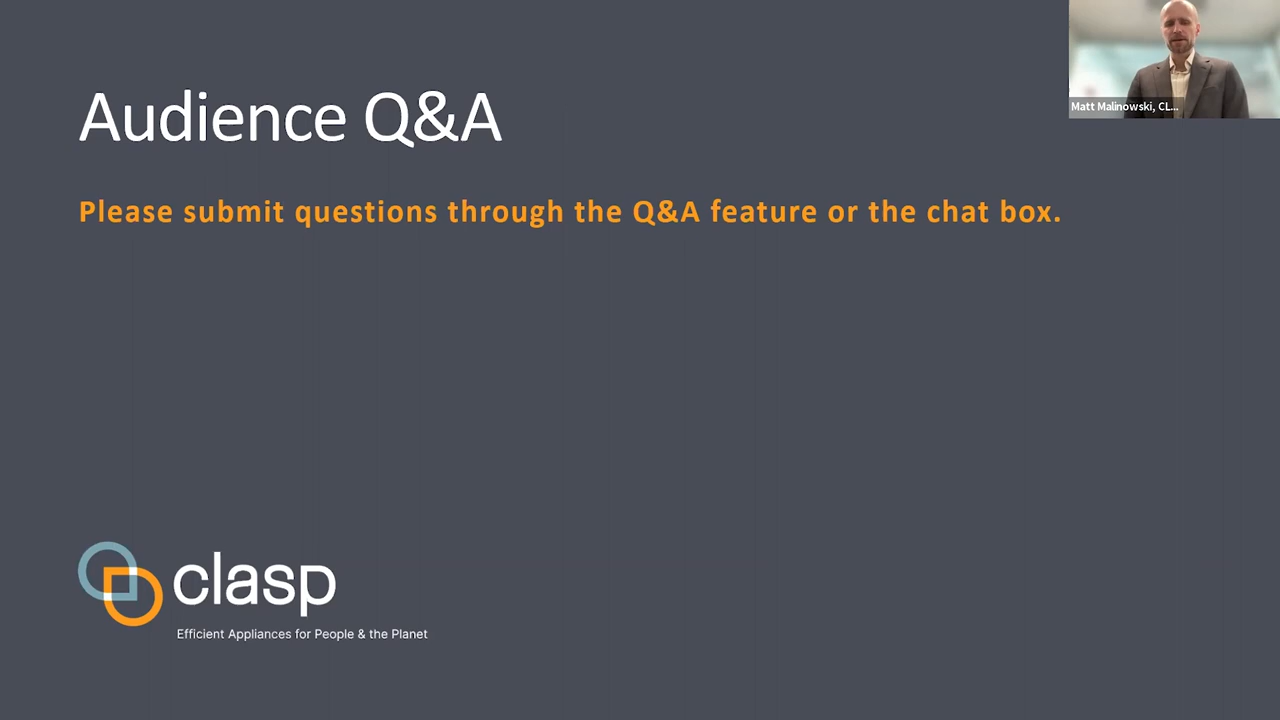 Audience Q&A
Matt Malinowski, CL...
Please submit questions through the Q&A feature or the chat box.
clasp
Efficient Appliances for People & the Planet